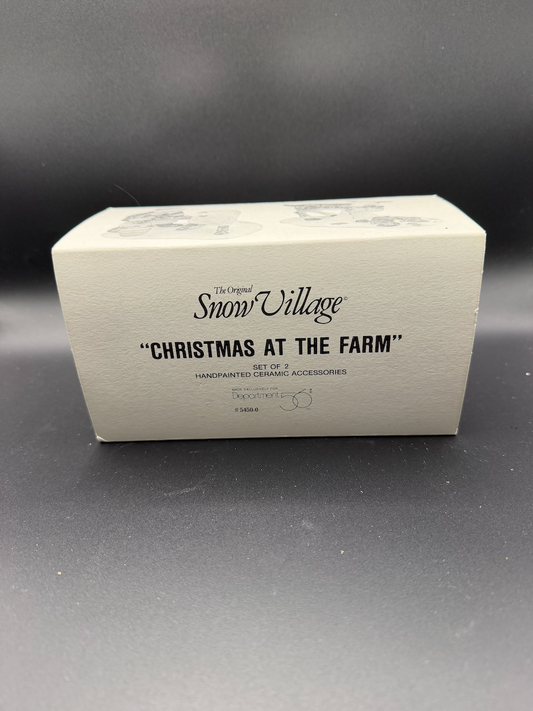 The Original
Snow Village®
“CHRISTMAS AT THE FARM”
SET OF 2
HANDPAINTED CERAMIC ACCESSORIES
Department 56
# 5450-0